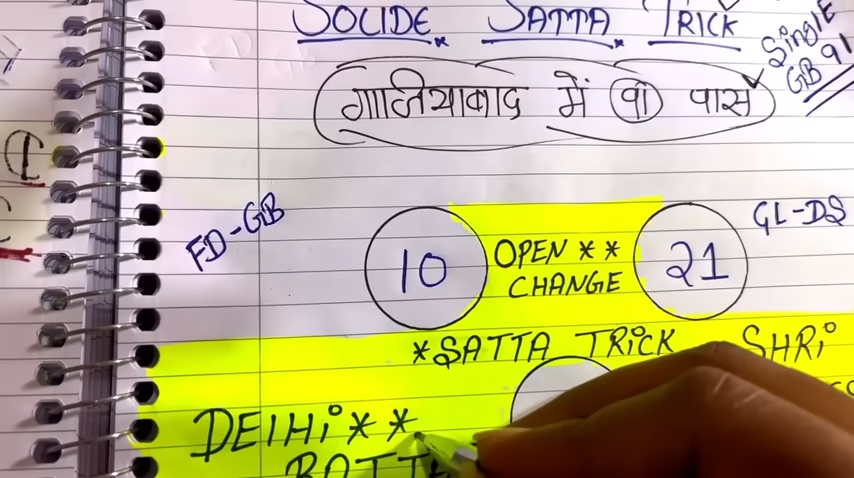 SOLIDE SATTA TRICK
Single
GB 91
गाजियाबाद में 91 पास
FD-GB
10
OPEN **
CHANGE
21
GL-DS
*SATTA TRICK
SHRi
DElHi**